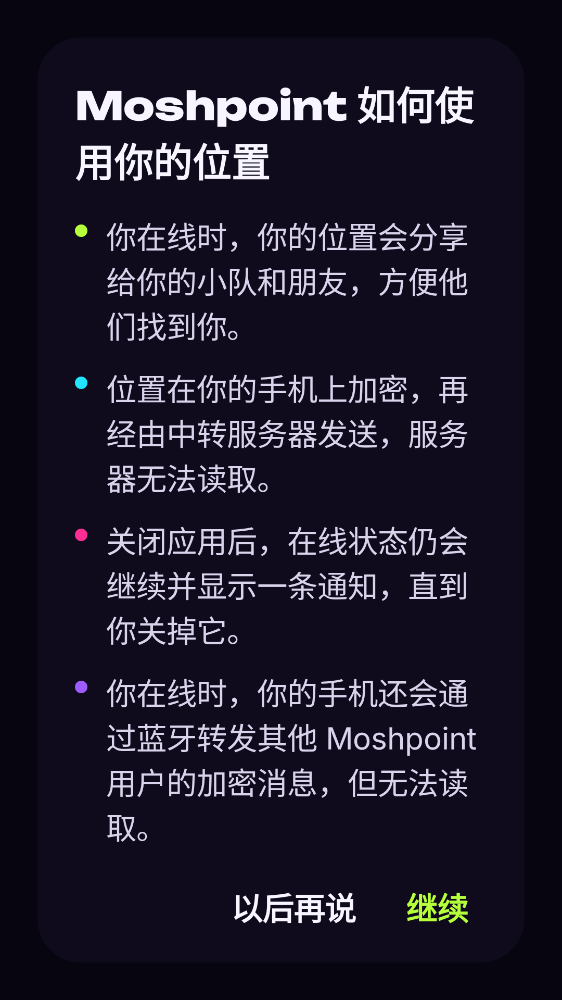 Moshpoint 如何使
用你的位置
你在线时，你的位置会分享
给你的小队和朋友，方便他
们找到你。
位置在你的手机上加密，再
经由中转服务器发送，服务
器无法读取。
关闭应用后，在线状态仍会
继续并显示一条通知，直到
你关掉它。
你在线时，你的手机还会通
过蓝牙转发其他 Moshpoint
用户的加密消息，但无法读
取。
以后再说 继续